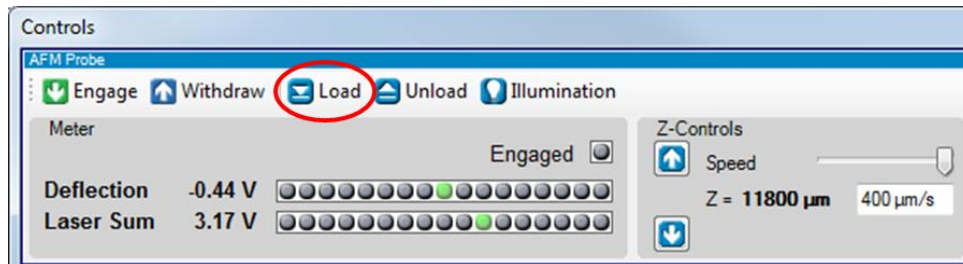 Controls
AFM Probe
Engage Withdraw Load Unload Illumination
Meter
Engaged
Deflection -0.44 V
Laser Sum 3.17 V
Z-Controls
Speed
Z = 11800 µm 400 µm/s